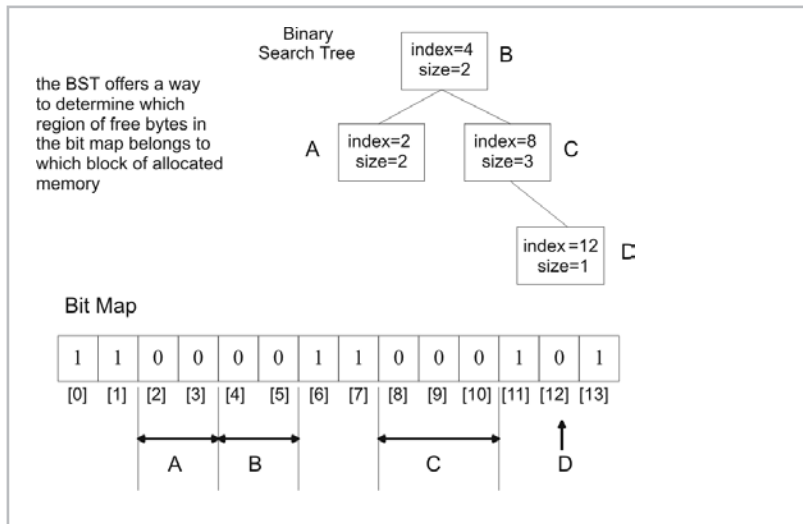 Binary
Search Tree
index=4
size=2
B
the BST offers a way
to determine which
region of free bytes in
the bit map belongs to
which block of allocated
memory
A
index=2
size=2
index=8
size=3
C
index=12
size=1
D
Bit Map
1 1 0 0 0 0 1 1 0 0 0 1 0 1
[0] [1] [2] [3] [4] [5] [6] [7] [8] [9] [10] [11] [12] [13]
A B C D